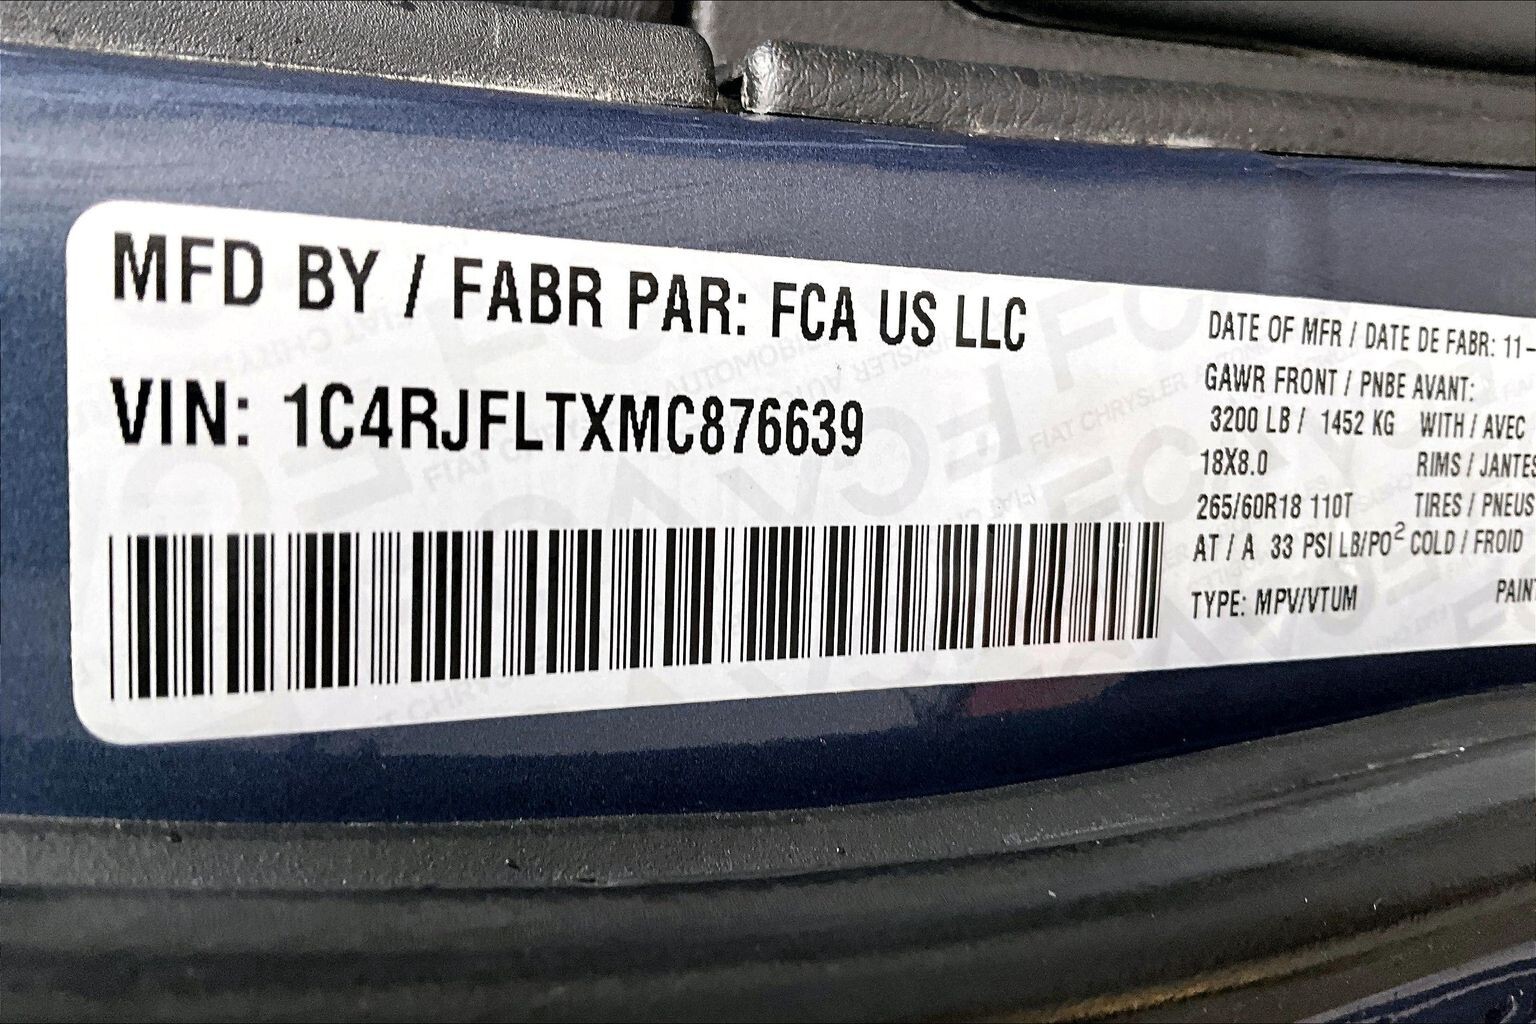 MFD BY / FABR PAR: FCA US LLC
VIN: 1C4RJFLTXMC876639
DATE OF MFR / DATE DE FABR: 11-
GAWR FRONT / PNBE AVANT:
3200 LB / 1452 KG WITH / AVEC
18X8.0 RIMS / JANTES
265/60R18 110T TIRES / PNEUS
AT / A 33 PSI LB/PO² COLD / FROID
TYPE: MPV/VTUM PAINT